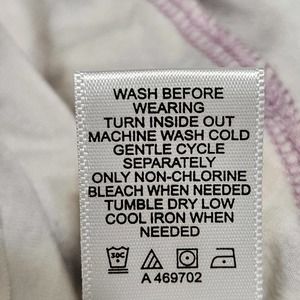 WASH BEFORE
WEARING
TURN INSIDE OUT
MACHINE WASH COLD
GENTLE CYCLE
SEPARATELY
ONLY NON-CHLORINE
BLEACH WHEN NEEDED
TUMBLE DRY LOW
COOL IRON WHEN
NEEDED
30C
A 469702